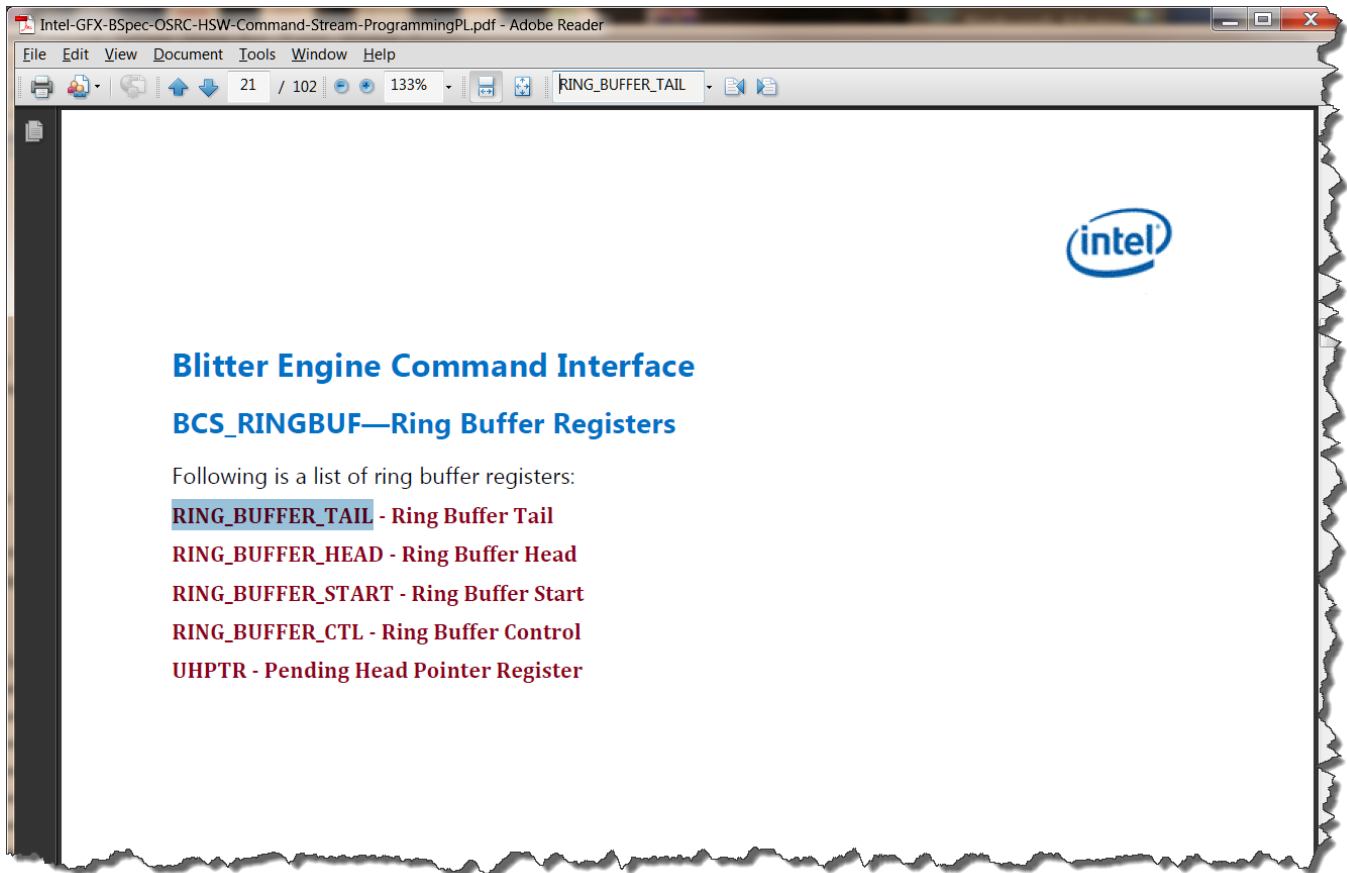 Intel-GFX-BSpec-OSRC-HSW-Command-Stream-ProgrammingPL.pdf - Adobe Reader
File Edit View Document Tools Window Help
21 / 102 133% RING_BUFFER_TAIL
intel
Blitter Engine Command Interface
BCS_RINGBUF—Ring Buffer Registers
Following is a list of ring buffer registers:
RING_BUFFER_TAIL - Ring Buffer Tail
RING_BUFFER_HEAD - Ring Buffer Head
RING_BUFFER_START - Ring Buffer Start
RING_BUFFER_CTL - Ring Buffer Control
UHPTR - Pending Head Pointer Register